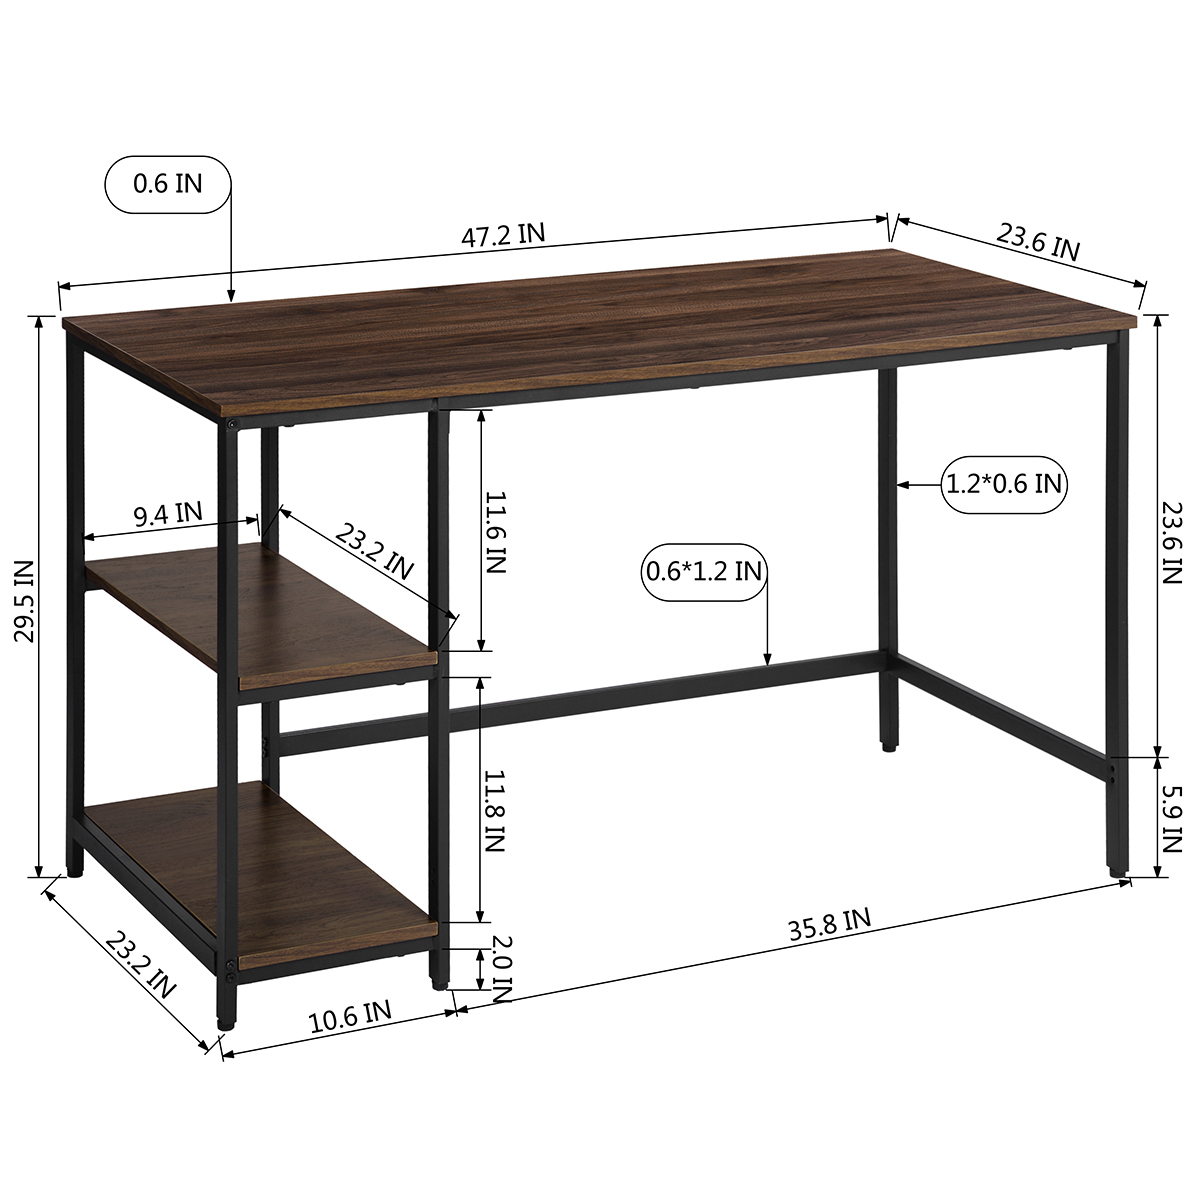 0.6 IN
47.2 IN
23.6 IN
9.4 IN
23.2 IN
11.6 IN
1.2*0.6 IN
23.6 IN
0.6*1.2 IN
29.5 IN
11.8 IN
5.9 IN
35.8 IN
2.0 IN
23.2 IN
10.6 IN